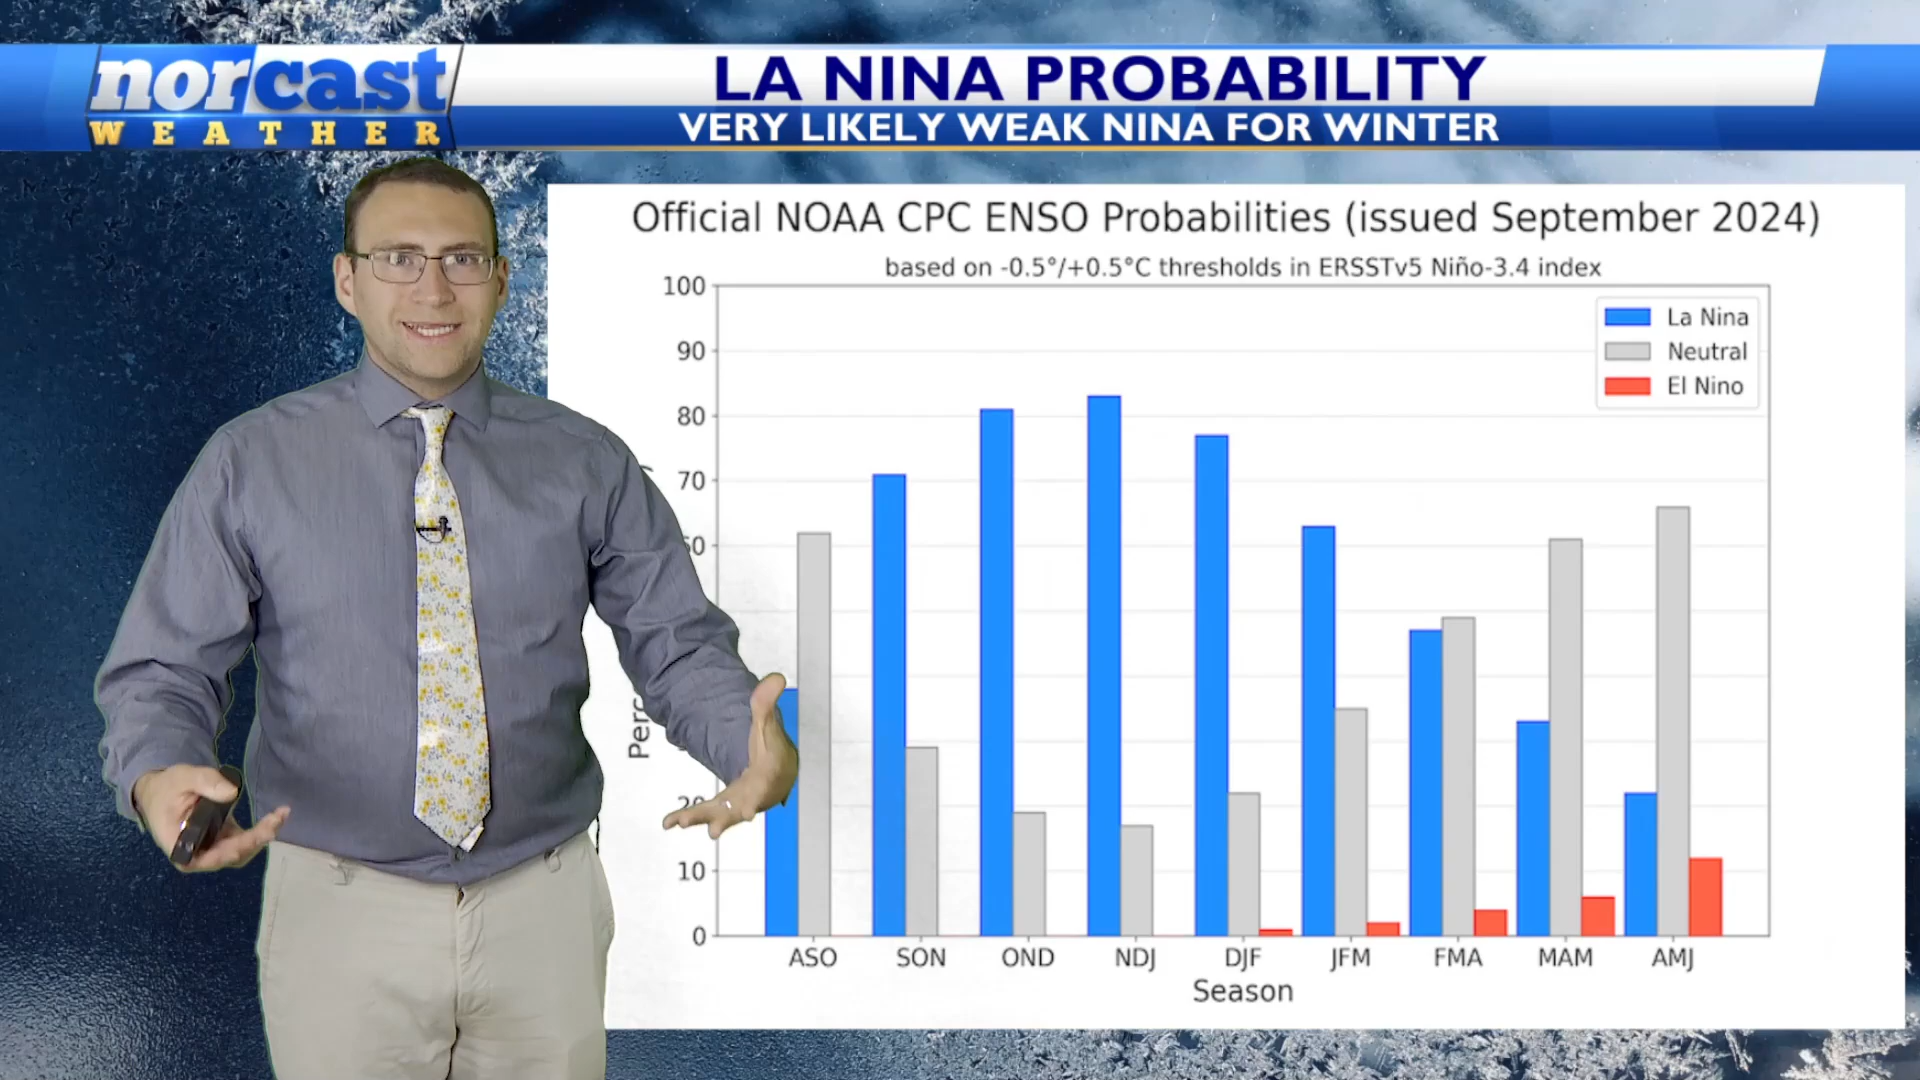 norcast
WEATHER
LA NINA PROBABILITY
VERY LIKELY WEAK NINA FOR WINTER
Official NOAA CPC ENSO Probabilities (issued September 2024)
based on -0.5°/+0.5°C thresholds in ERSSTv5 Niño-3.4 index
La Nina
Neutral
El Nino
100
90
80
70
10
0
ASO SON OND NDJ DJF JFM FMA MAM AMJ
Season